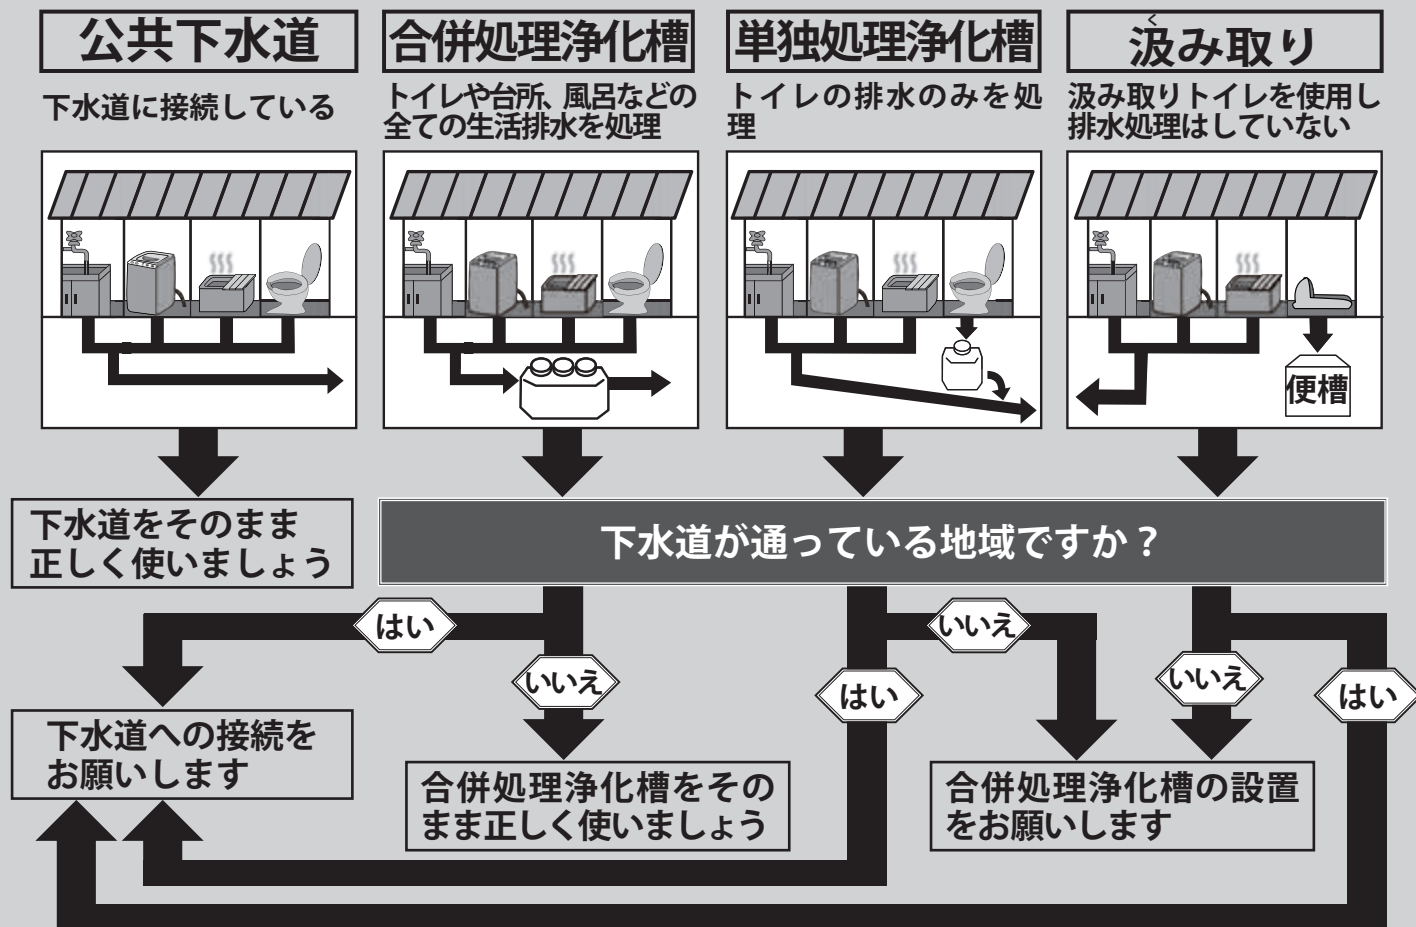 公共下水道
下水道に接続している
合併処理浄化槽
トイレや台所、風呂などの
全ての生活排水を処理
単独処理浄化槽
トイレの排水のみを処
理
く
汲み取り
汲み取りトイレを使用し
排水処理はしていない
便槽
下水道をそのまま
正しく使いましょう
下水道が通っている地域ですか？
はい
いいえ
いいえ
はい
いいえ
はい
下水道への接続を
お願いします
合併処理浄化槽をその
まま正しく使いましょう
合併処理浄化槽の設置
をお願いします